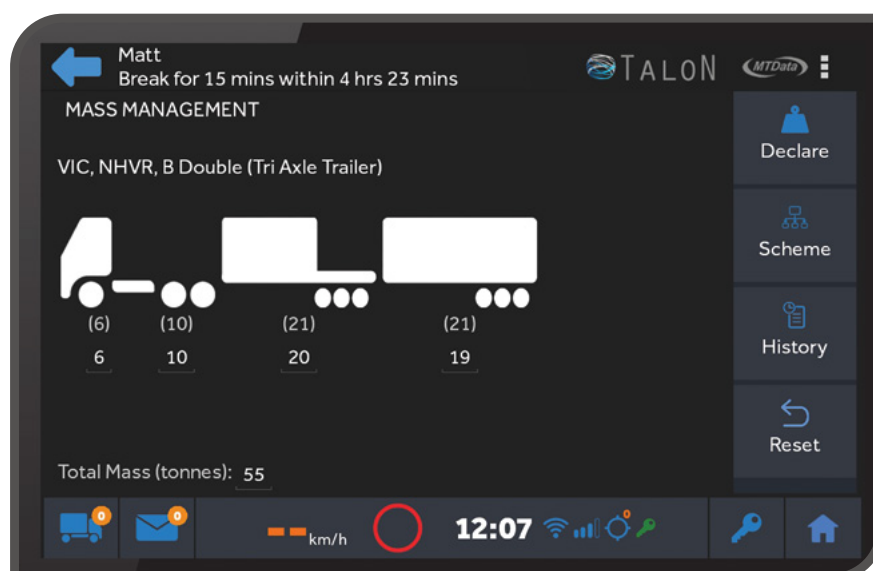 Matt
Break for 15 mins within 4 hrs 23 mins
TALON
MTData
MASS MANAGEMENT
VIC, NHVR, B Double (Tri Axle Trailer)
(6) (10) (21) (21)
6 10 20 19
Total Mass (tonnes): 55
Declare
Scheme
History
Reset
0
0
-- km/h
12:07
0